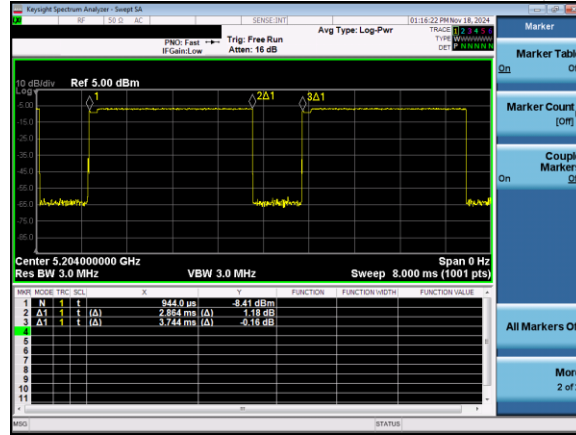 Keysight Spectrum Analyzer - Swept SA
RF 50 Ω AC SENSE:INT 01:16:22 PM Nov 18, 2024
Avg Type: Log-Pwr
TRACE 1 2 3 4 5 6
TYPE WWWWWW
DET P NNNNN
PNO: Fast Trig: Free Run
IFGain:Low Atten: 16 dB
10 dB/div Ref 5.00 dBm
Log
1 2Δ1 3Δ1
-5.00
-15.0
-25.0
-35.0
-45.0
-55.0
-65.0
-75.0
-85.0
Center 5.204000000 GHz Span 0 Hz
Res BW 3.0 MHz VBW 3.0 MHz Sweep 8.000 ms (1001 pts)
MKR MODE TRC SCL X Y FUNCTION FUNCTION WIDTH FUNCTION VALUE
1 N 1 t 944.0 µs -8.41 dBm
2 Δ1 1 t (Δ) 2.864 ms (Δ) 1.18 dB
3 Δ1 1 t (Δ) 3.744 ms (Δ) -0.16 dB
4
5
6
7
8
9
10
11
MSG STATUS
Marker
Marker Table
On
Marker Count
[Off]
Couple
Markers
On
All Markers Of
More
2 of